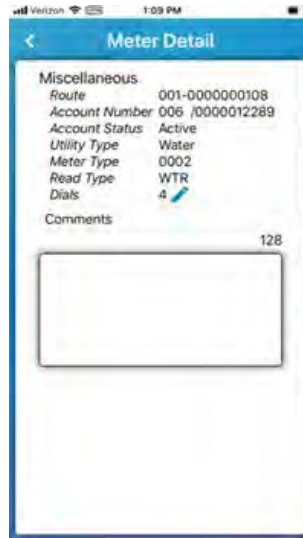 Verizon 1:09 PM
Meter Detail
Miscellaneous
Route 001-0000000108
Account Number 006 /0000012289
Account Status Active
Utility Type Water
Meter Type 0002
Read Type WTR
Dials 4
Comments
128